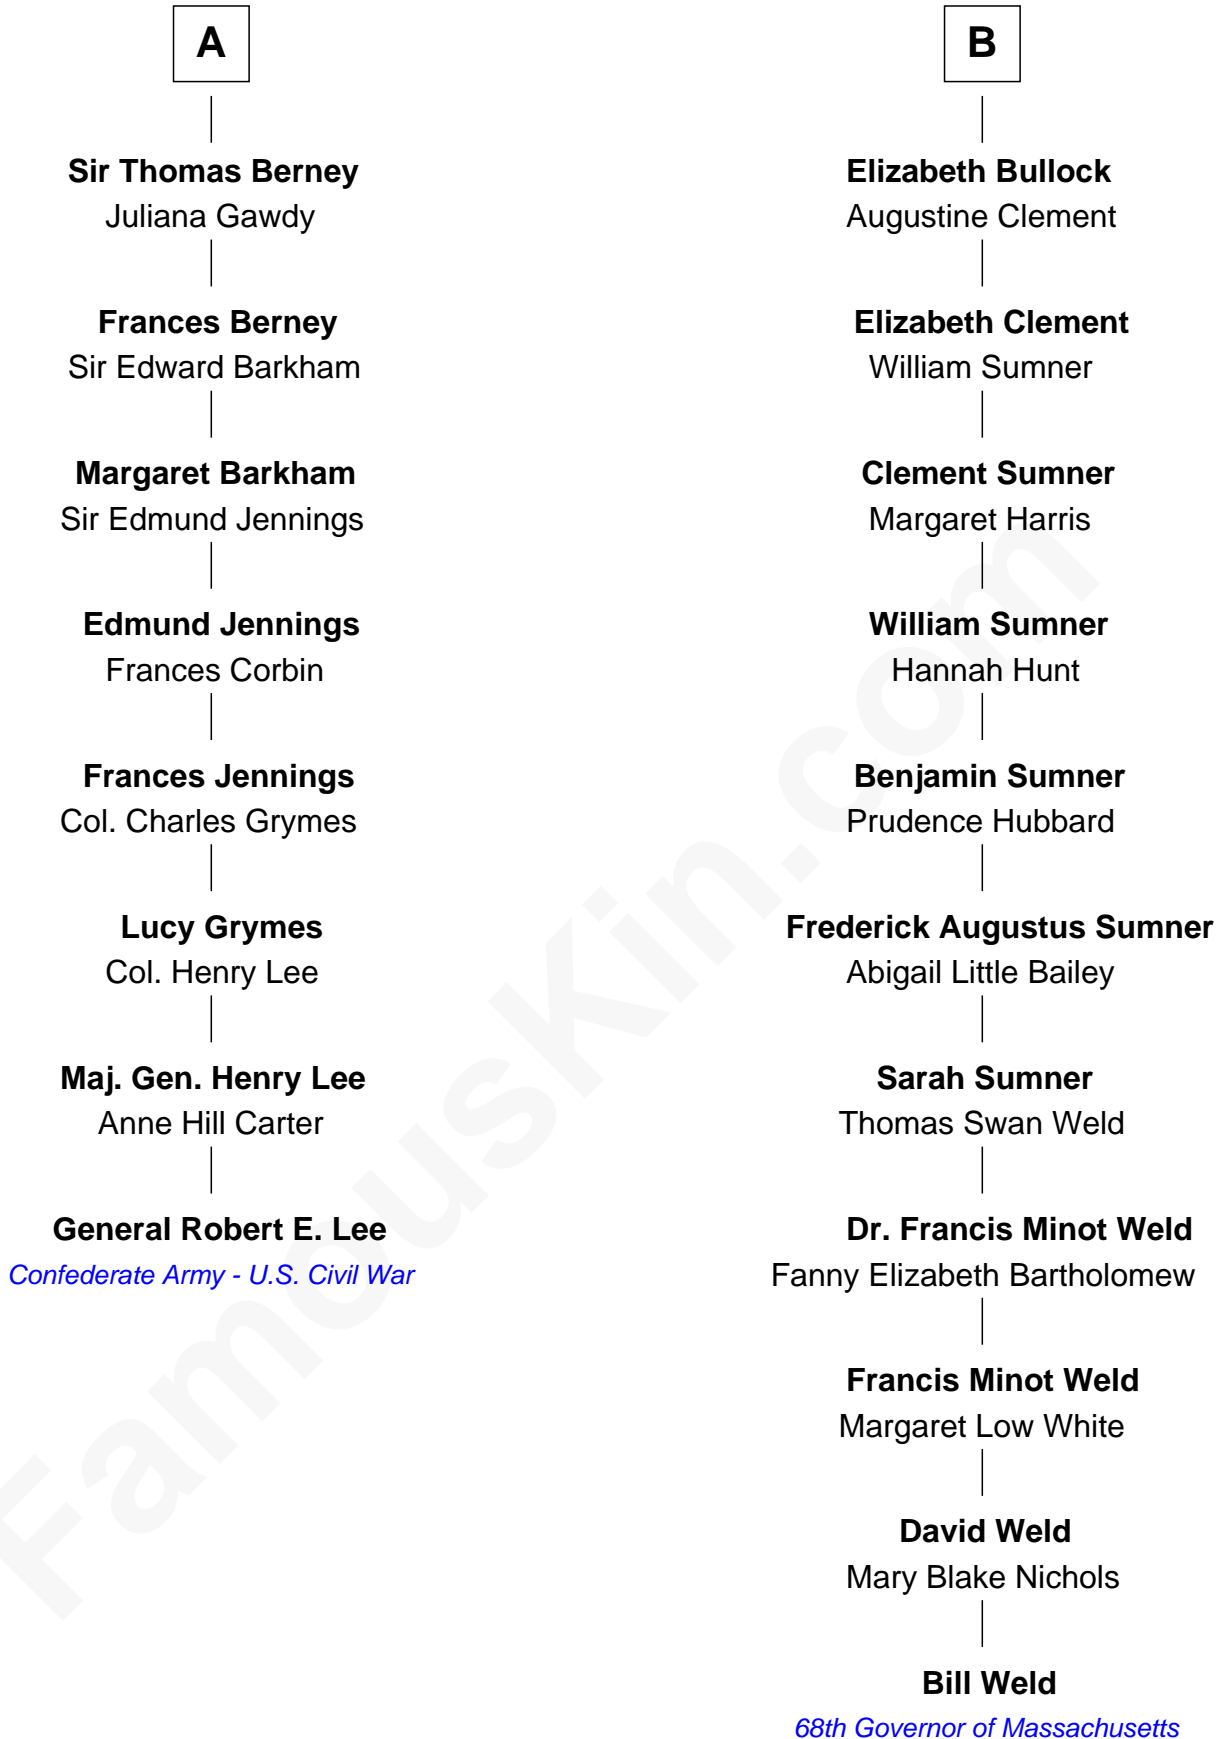 A
Sir Thomas Berney
Juliana Gawdy
Frances Berney
Sir Edward Barkham
Margaret Barkham
Sir Edmund Jennings
Edmund Jennings
Frances Corbin
Frances Jennings
Col. Charles Grymes
Lucy Grymes
Col. Henry Lee
Maj. Gen. Henry Lee
Anne Hill Carter
General Robert E. Lee
Confederate Army - U.S. Civil War
B
Elizabeth Bullock
Augustine Clement
Elizabeth Clement
William Sumner
Clement Sumner
Margaret Harris
William Sumner
Hannah Hunt
Benjamin Sumner
Prudence Hubbard
Frederick Augustus Sumner
Abigail Little Bailey
Sarah Sumner
Thomas Swan Weld
Dr. Francis Minot Weld
Fanny Elizabeth Bartholomew
Francis Minot Weld
Margaret Low White
David Weld
Mary Blake Nichols
Bill Weld
68th Governor of Massachusetts
FamousKin.com